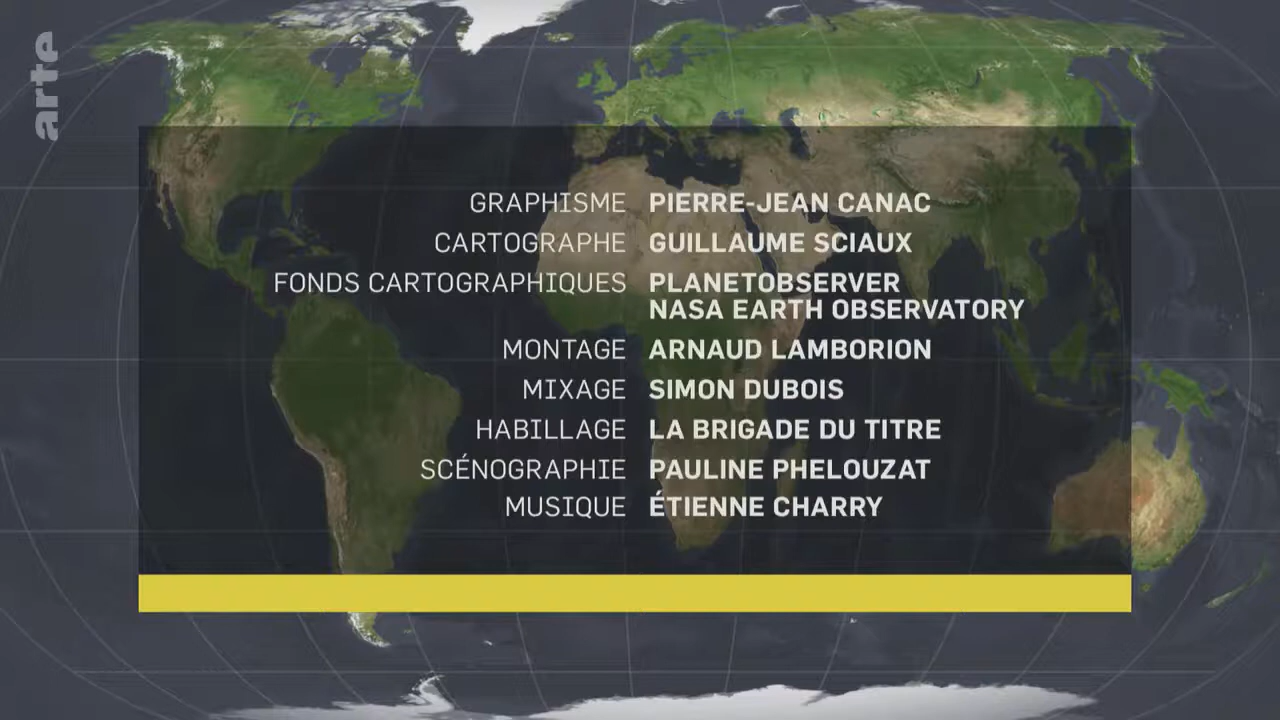 arte
GRAPHISME PIERRE-JEAN CANAC
CARTOGRAPHE GUILLAUME SCIAUX
FONDS CARTOGRAPHIQUES PLANETOBSERVER
NASA EARTH OBSERVATORY
MONTAGE ARNAUD LAMBORION
MIXAGE SIMON DUBOIS
HABILLAGE LA BRIGADE DU TITRE
SCÉNOGRAPHIE PAULINE PHELOUZAT
MUSIQUE ÉTIENNE CHARRY